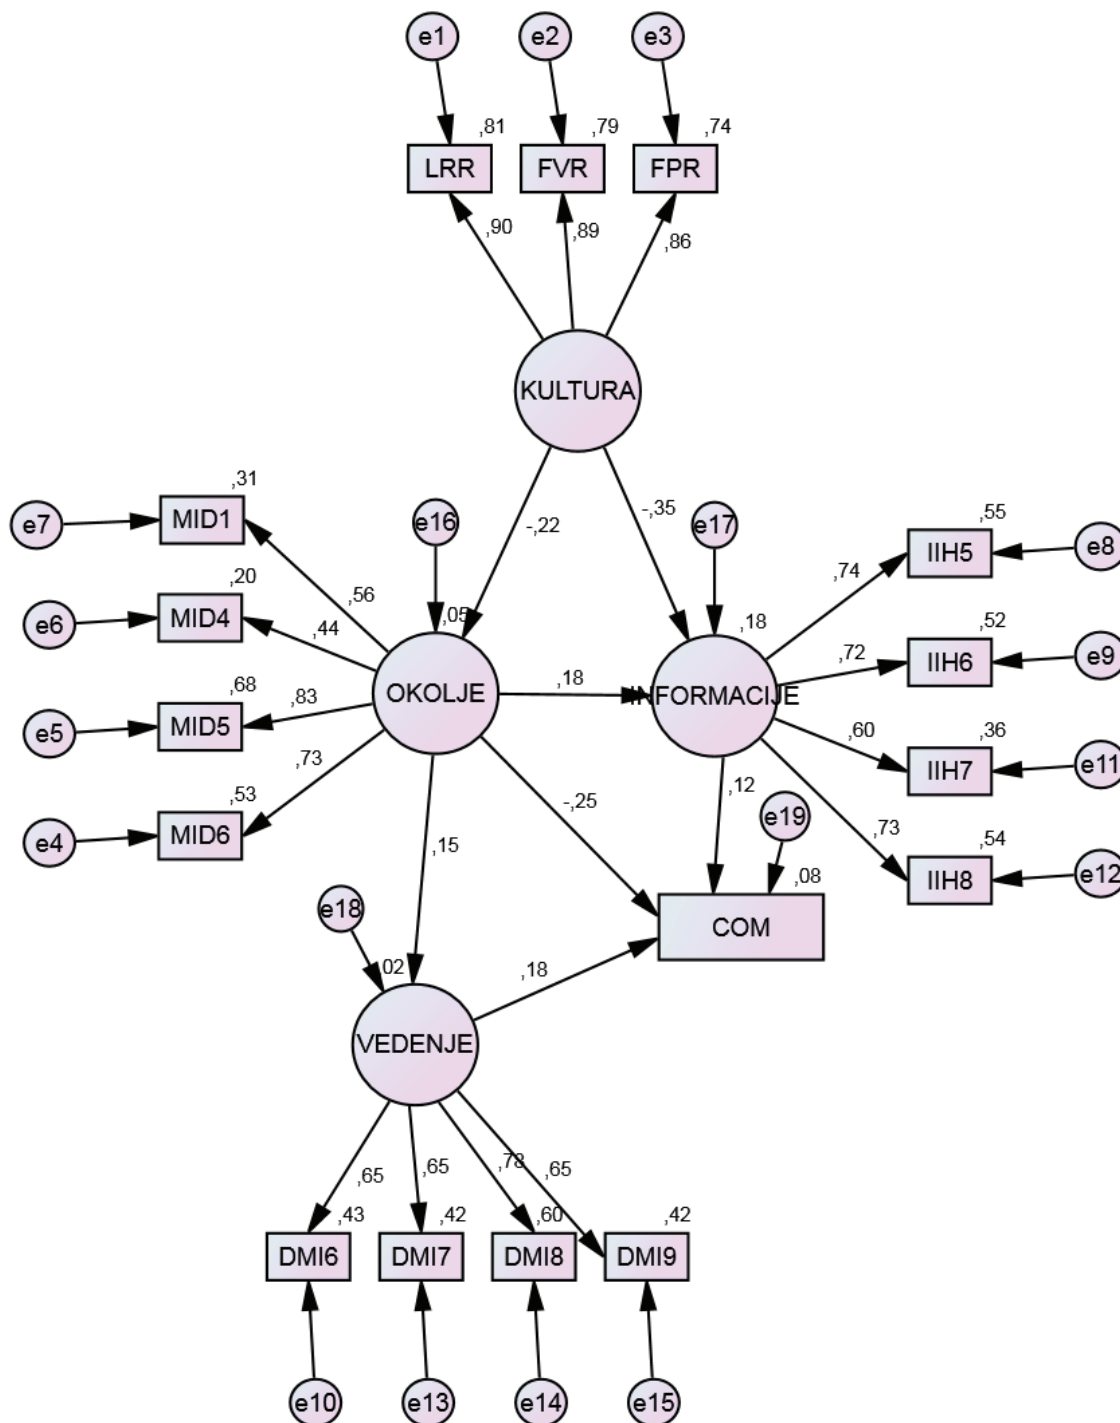 e1 e2 e3
,81 ,79 ,74
LRR FVR FPR
,90 ,89 ,86
KULTURA
-,22 -,35
,31
e7 MID1
e16 e17
,20
e6 MID4
,56
,44
,68
e5 MID5
,83
,53
e4 MID6
,73
,05
OKOLJE
,18
,18
INFORMACIJE
,55
,74 IIH5 e8
,52
,72 IIH6 e9
,36
,60 IIH7 e11
,54
,73 IIH8 e12
,15 -,25 ,12
e19
,08
COM
e18
02
,18
VEDENJE
,65 ,65 ,78 ,65
,43 ,42 ,60 ,42
DMI6 DMI7 DMI8 DMI9
e10 e13 e14 e15